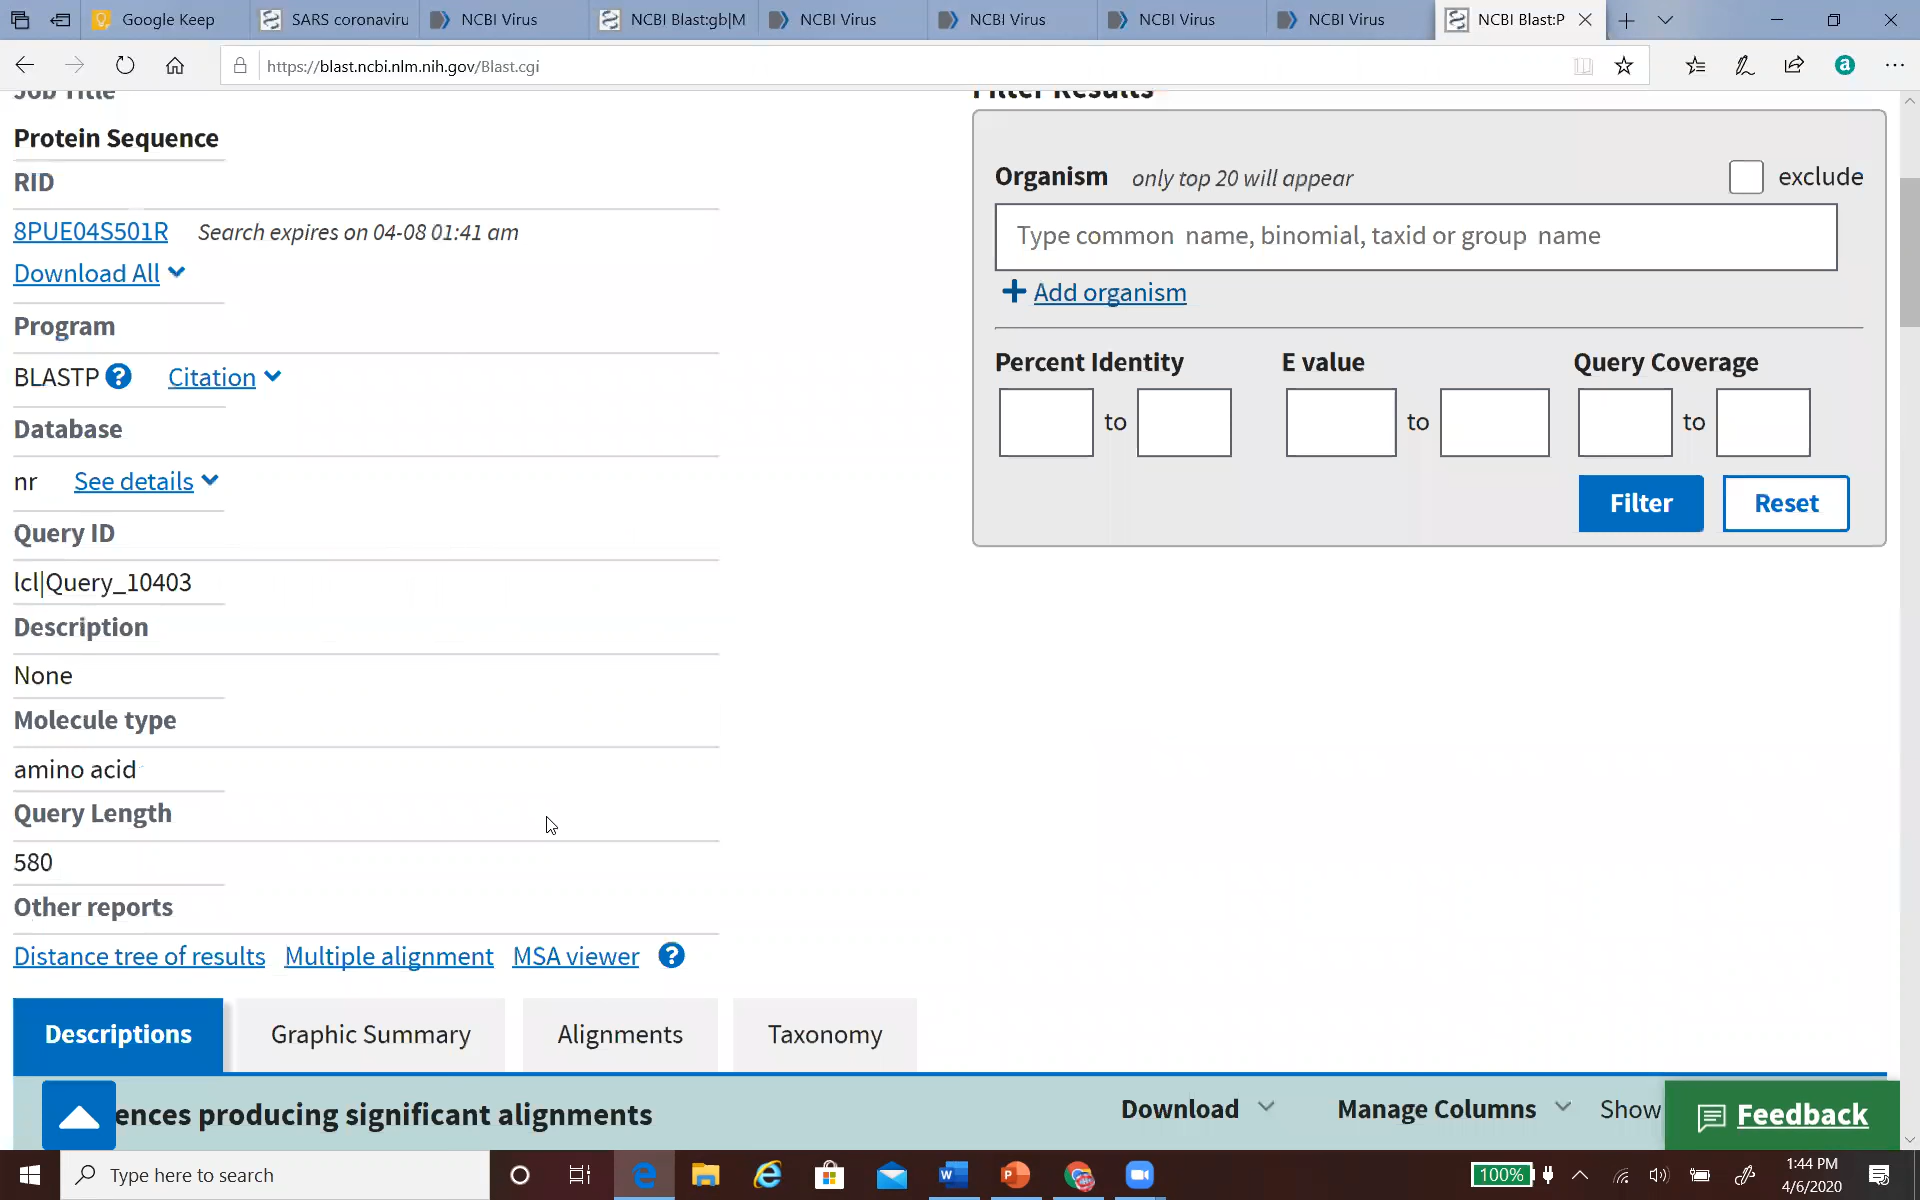 Google Keep
SARS coronaviru
NCBI Virus
NCBI Blast:gb|M
NCBI Virus
NCBI Virus
NCBI Virus
NCBI Virus
NCBI Blast:P
https://blast.ncbi.nlm.nih.gov/Blast.cgi
Job Title
Protein Sequence
RID
8PUE04S501R Search expires on 04-08 01:41 am
Download All
Program
BLASTP ? Citation
Database
nr See details
Query ID
lcl|Query_10403
Description
None
Molecule type
amino acid
Query Length
580
Other reports
Distance tree of results Multiple alignment MSA viewer ?
Filter Results
Organism only top 20 will appear exclude
Type common name, binomial, taxid or group name
+ Add organism
Percent Identity E value Query Coverage
to to to
Filter Reset
Descriptions Graphic Summary Alignments Taxonomy
ences producing significant alignments Download Manage Columns Show
Feedback
Type here to search
100%
1:44 PM
4/6/2020